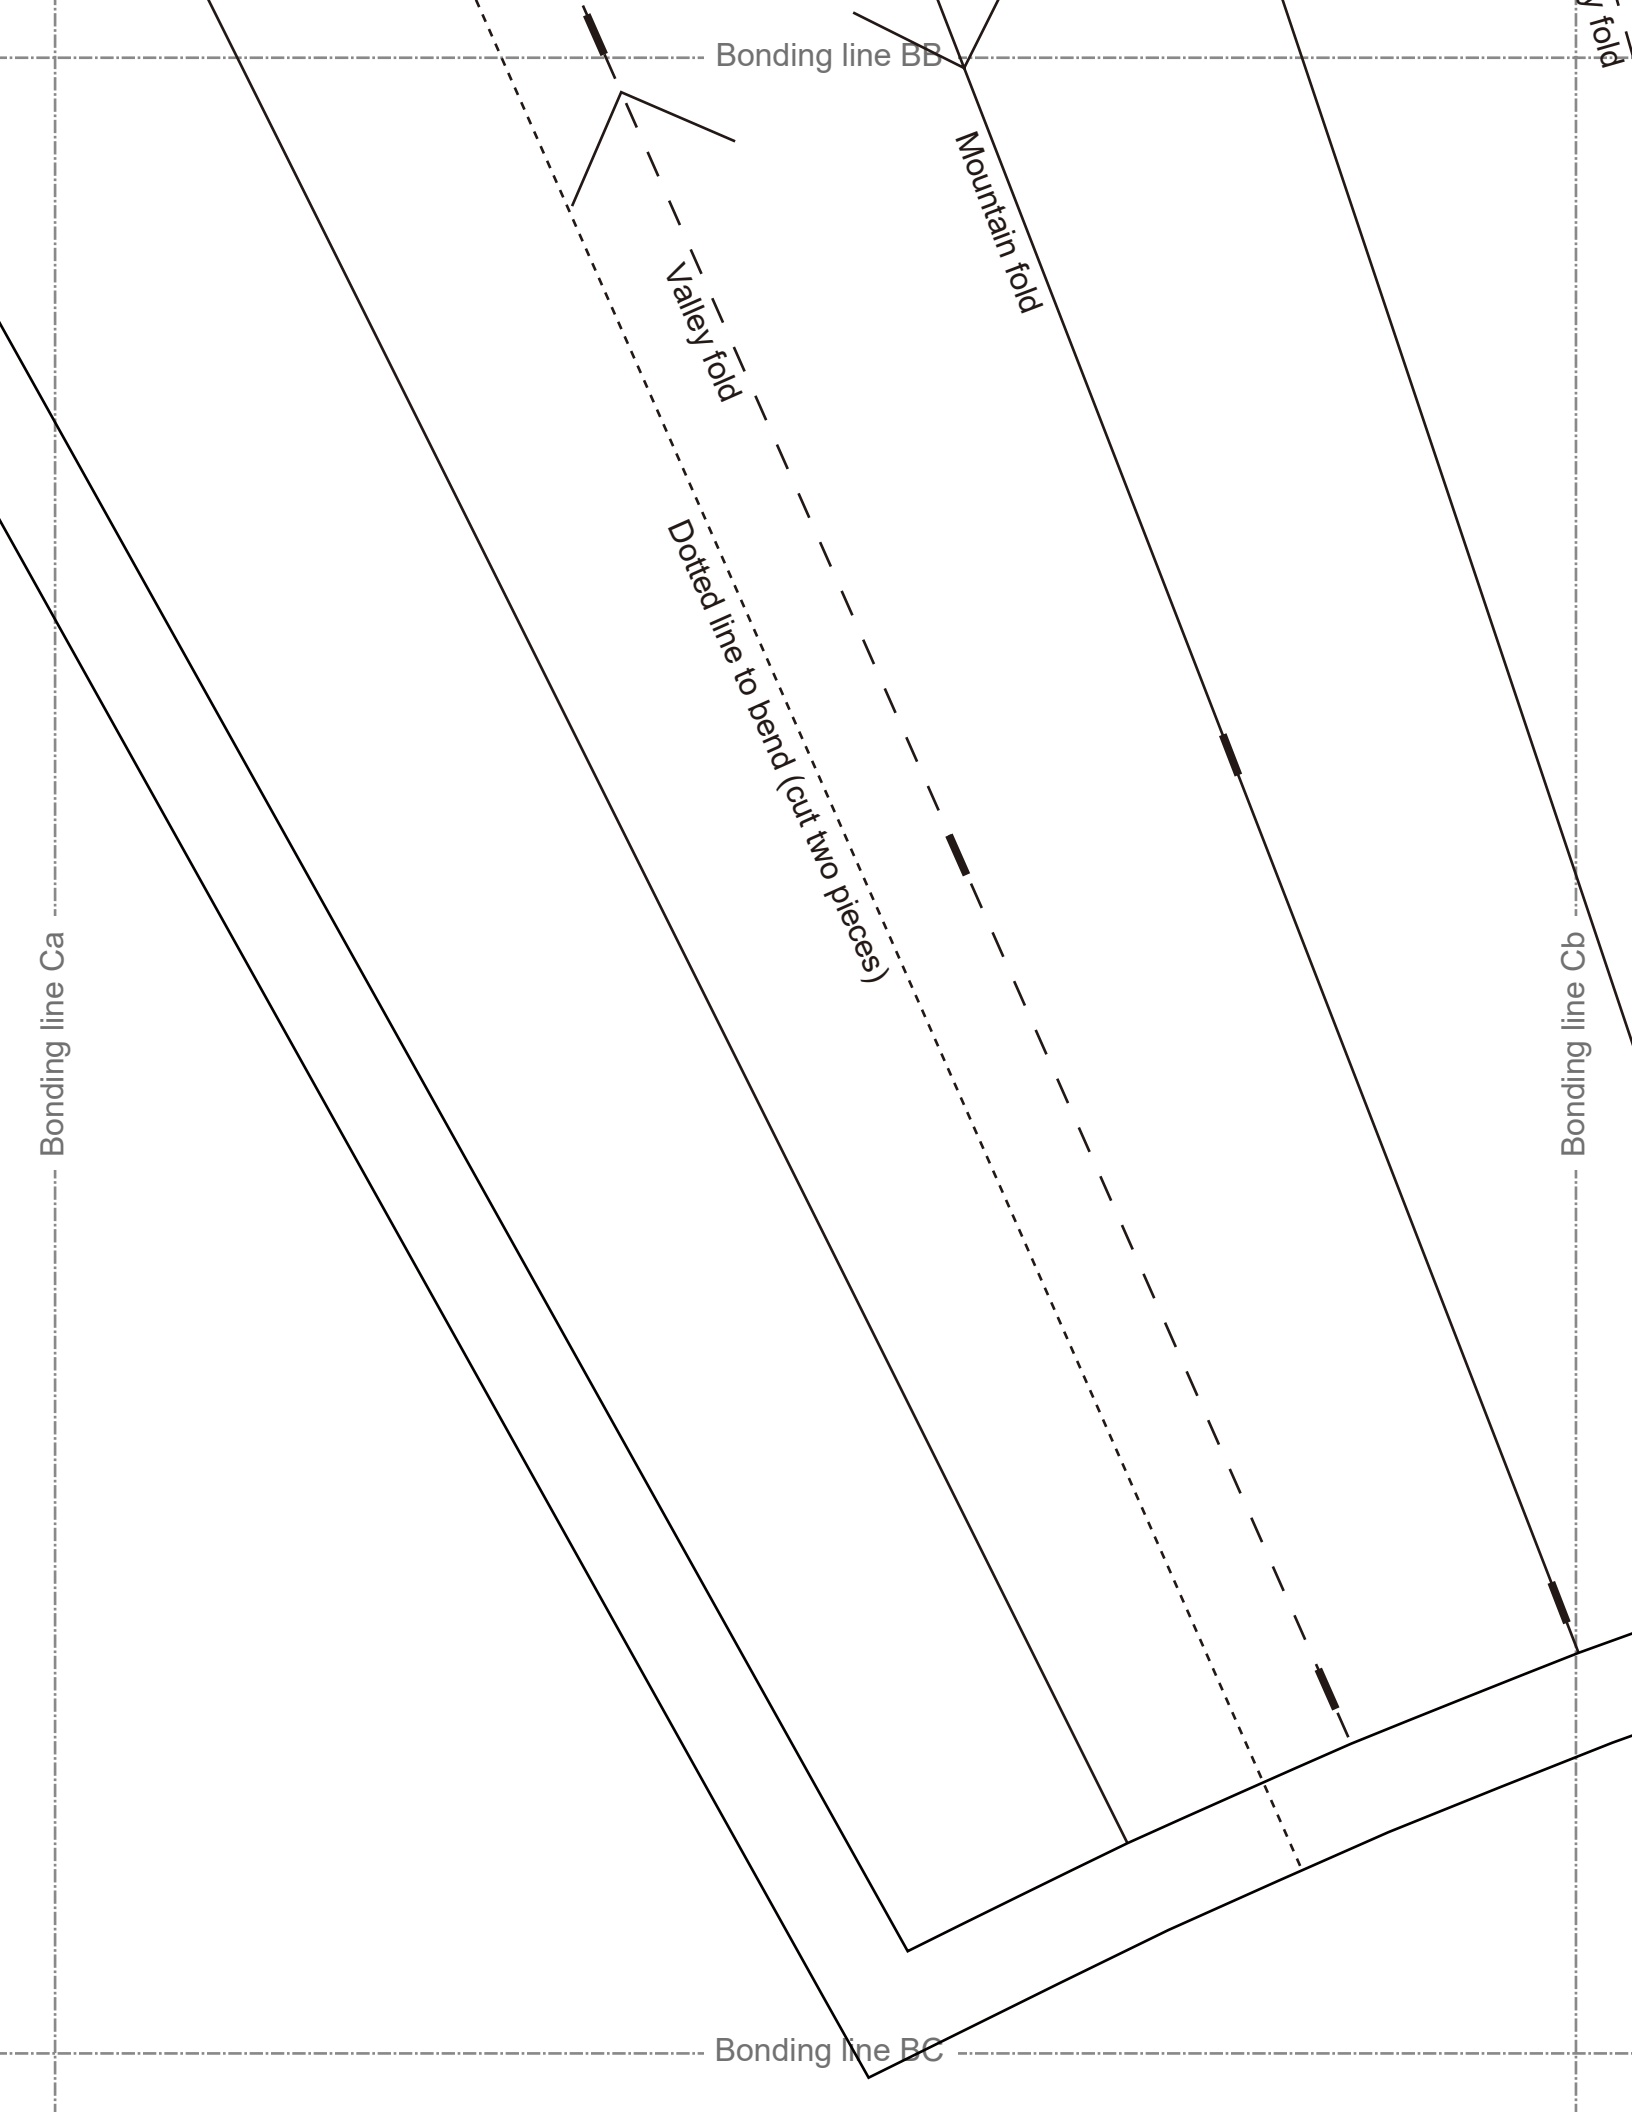 Bonding line BB
y fold
Mountain fold
Valley fold
Dotted line to bend (cut two pieces)
Bonding line Ca
Bonding line Cb
Bonding line BC